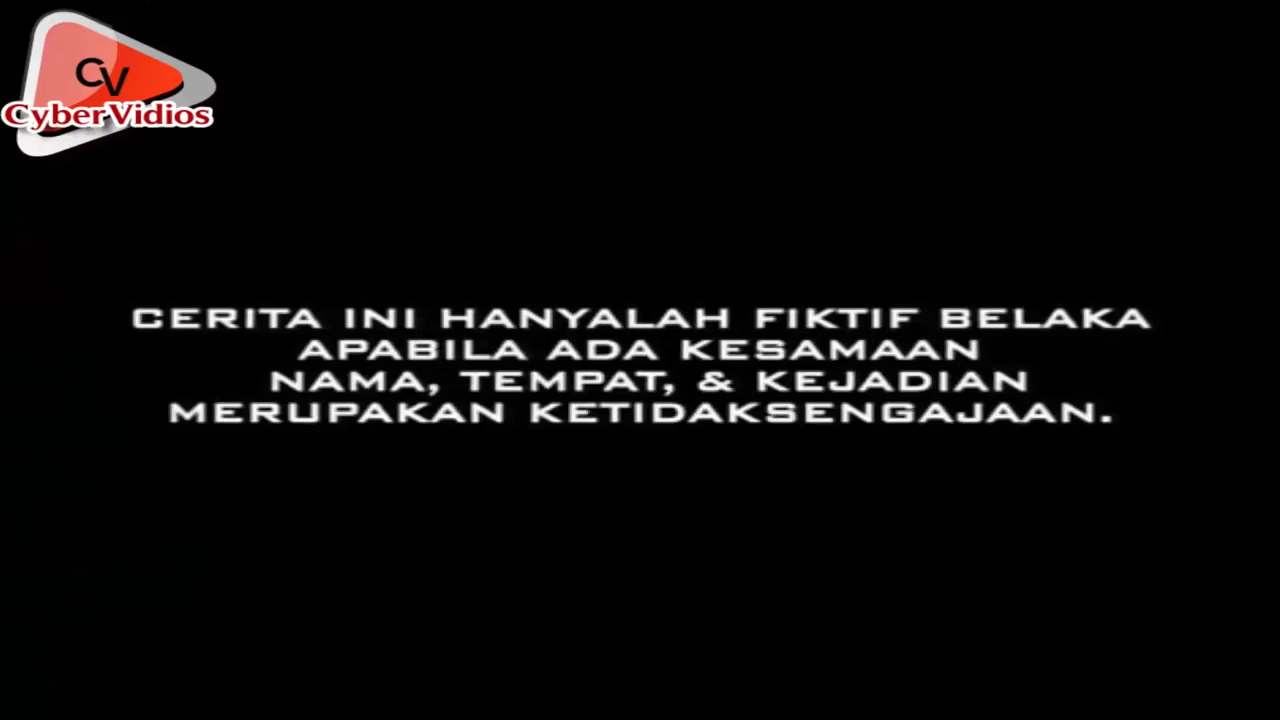 CV
CyberVidios
CERITA INI HANYALAH FIKTIF BELAKA
APABILA ADA KESAMAAN
NAMA, TEMPAT, & KEJADIAN
MERUPAKAN KETIDAKSENGAJAAN.